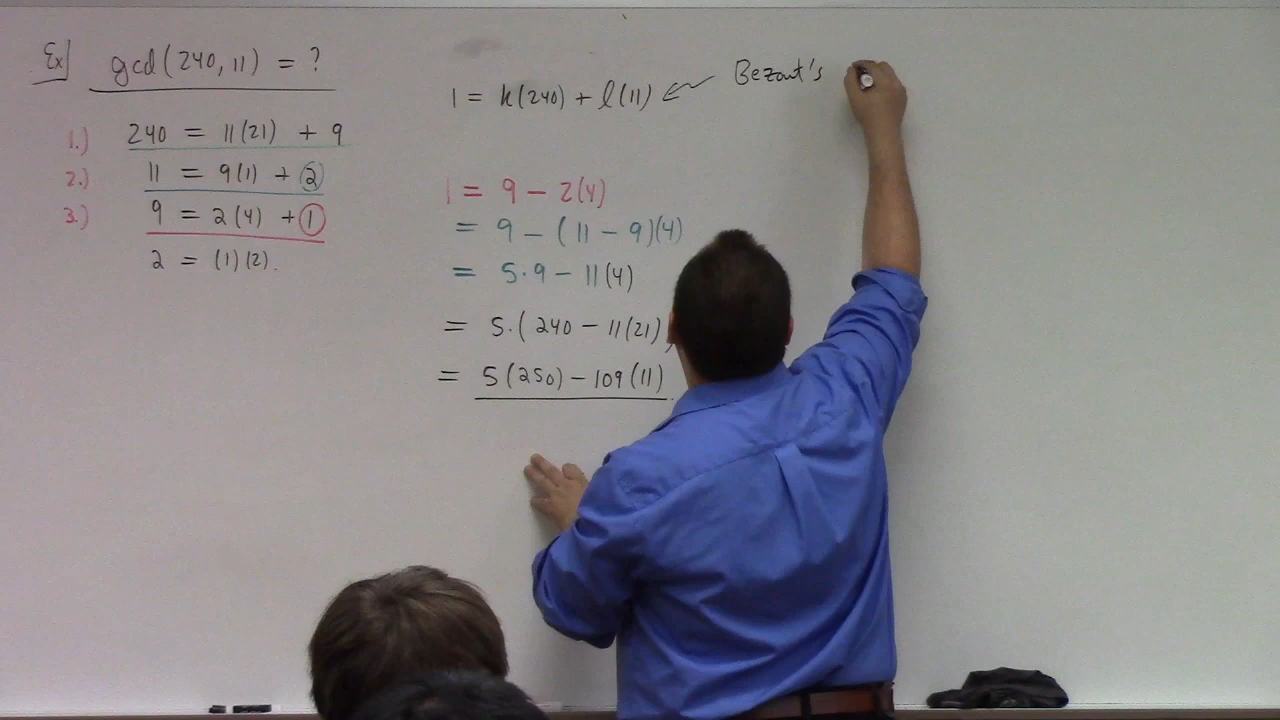 Ex] gcd(240, 11) = ?
1.) 240 = 11(21) + 9
2.) 11 = 9(1) + 2
3.) 9 = 2(4) + 1
2 = (1)(2).
1 = k(240) + l(11) ← Bezout's
1 = 9 - 2(4)
= 9 - (11 - 9)(4)
= 5·9 - 11(4)
= 5·(240 - 11(21)
= 5(250) - 109(11)